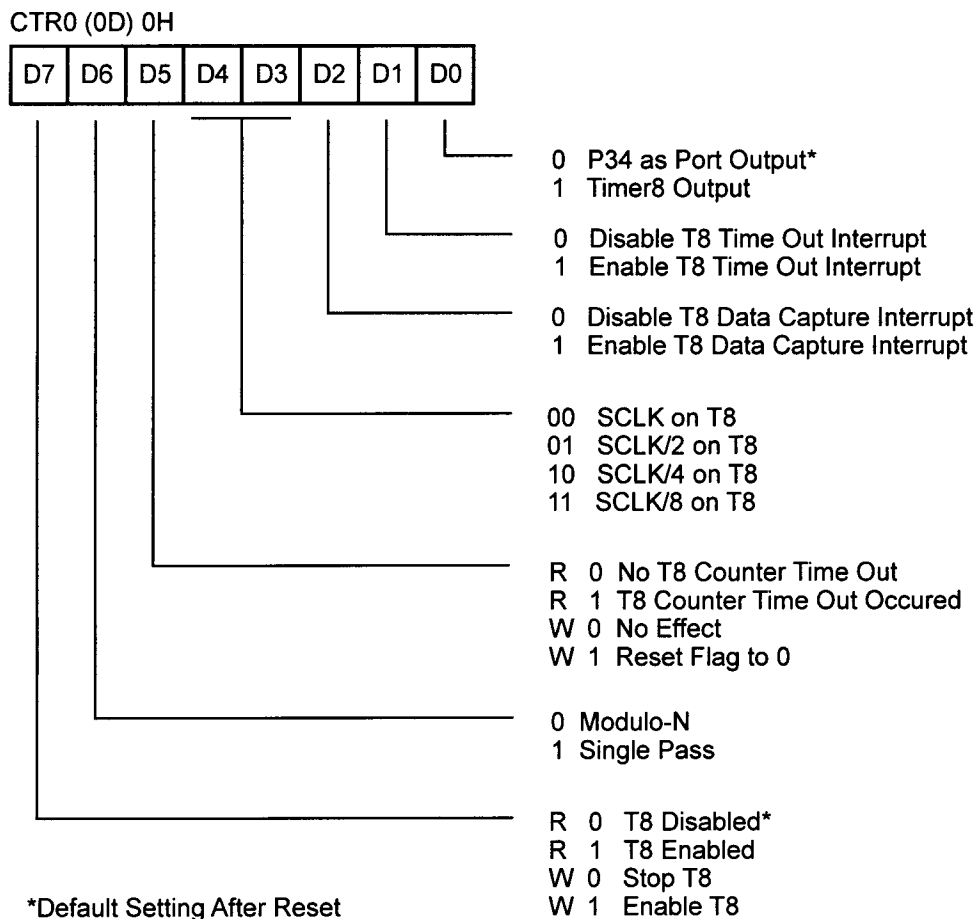 CTR0 (0D) 0H
D7 D6 D5 D4 D3 D2 D1 D0
0 P34 as Port Output*
1 Timer8 Output
0 Disable T8 Time Out Interrupt
1 Enable T8 Time Out Interrupt
0 Disable T8 Data Capture Interrupt
1 Enable T8 Data Capture Interrupt
00 SCLK on T8
01 SCLK/2 on T8
10 SCLK/4 on T8
11 SCLK/8 on T8
R 0 No T8 Counter Time Out
R 1 T8 Counter Time Out Occured
W 0 No Effect
W 1 Reset Flag to 0
0 Modulo-N
1 Single Pass
R 0 T8 Disabled*
R 1 T8 Enabled
W 0 Stop T8
W 1 Enable T8
*Default Setting After Reset